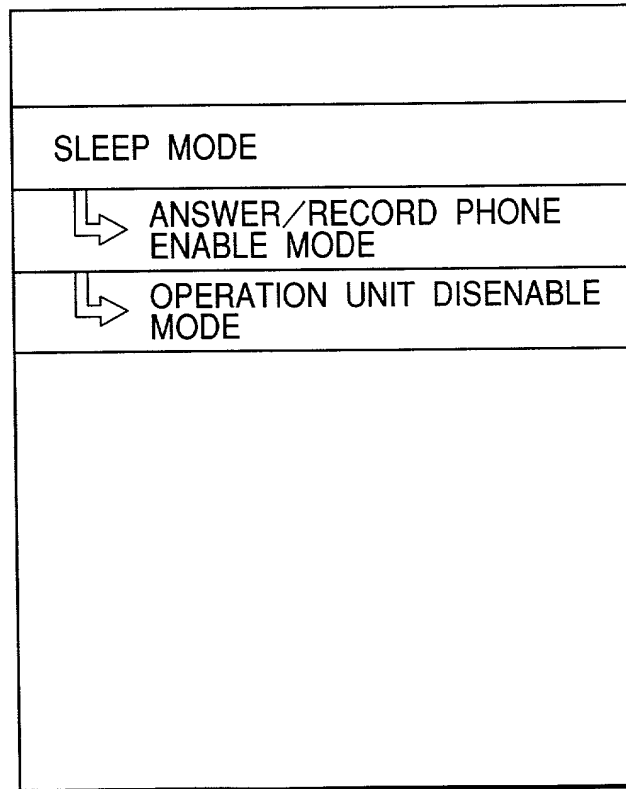 SLEEP MODE
ANSWER/RECORD PHONE
ENABLE MODE
OPERATION UNIT DISENABLE
MODE